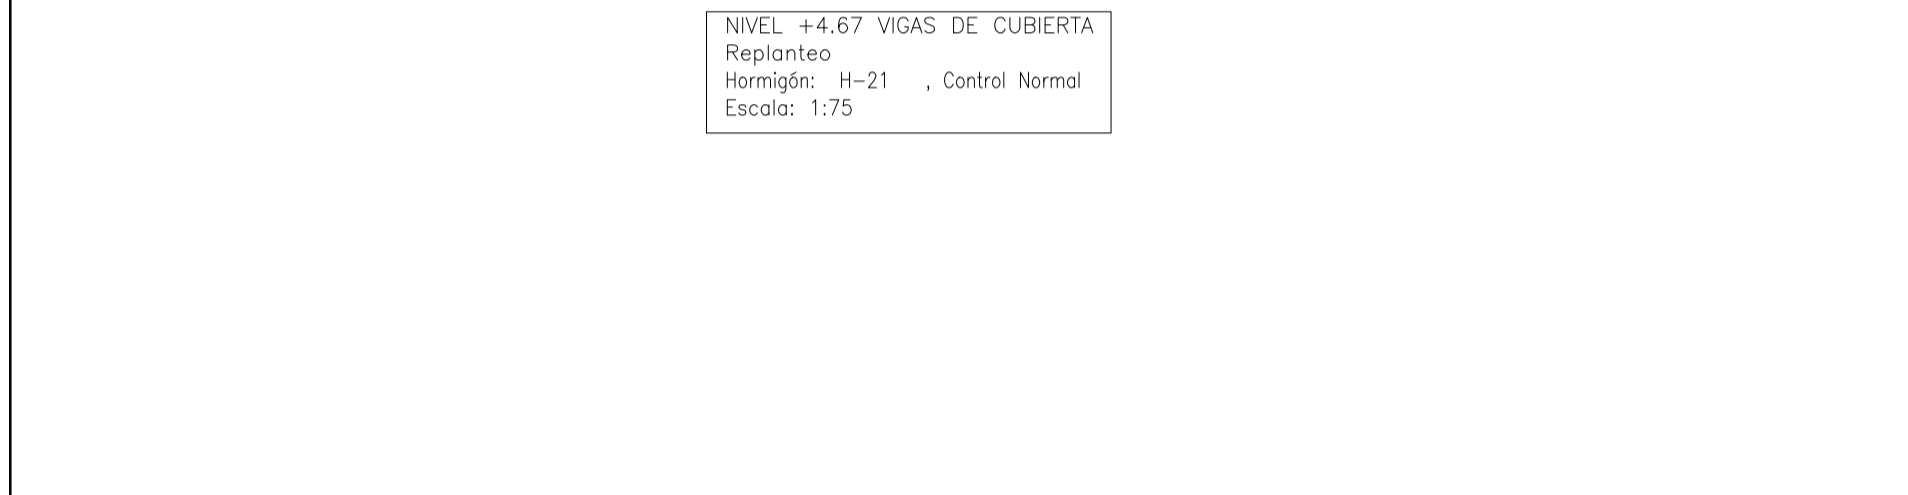 NIVEL +4.67 VIGAS DE CUBIERTA
Replanteo
Hormigón: H-21 , Control Normal
Escala: 1:75